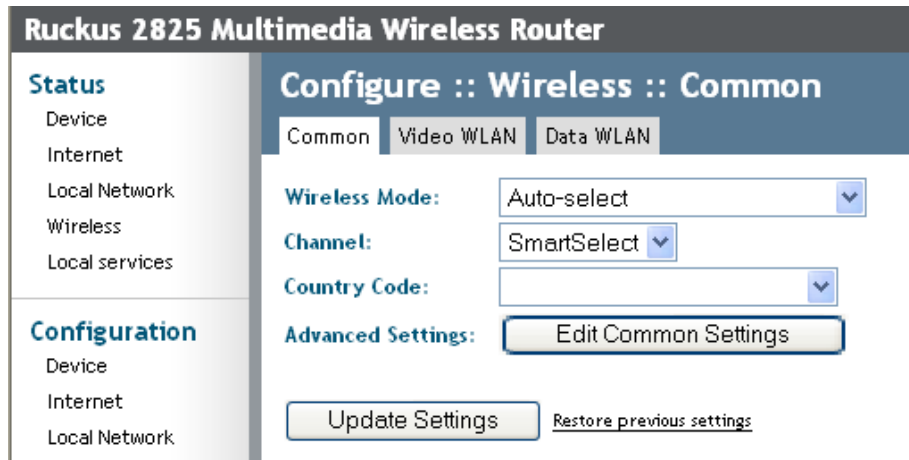 Ruckus 2825 Multimedia Wireless Router
Status
Device
Internet
Local Network
Wireless
Local services
Configuration
Device
Internet
Local Network
Configure :: Wireless :: Common
Common Video WLAN Data WLAN
Wireless Mode: Auto-select
Channel: SmartSelect
Country Code:
Advanced Settings: Edit Common Settings
Update Settings Restore previous settings